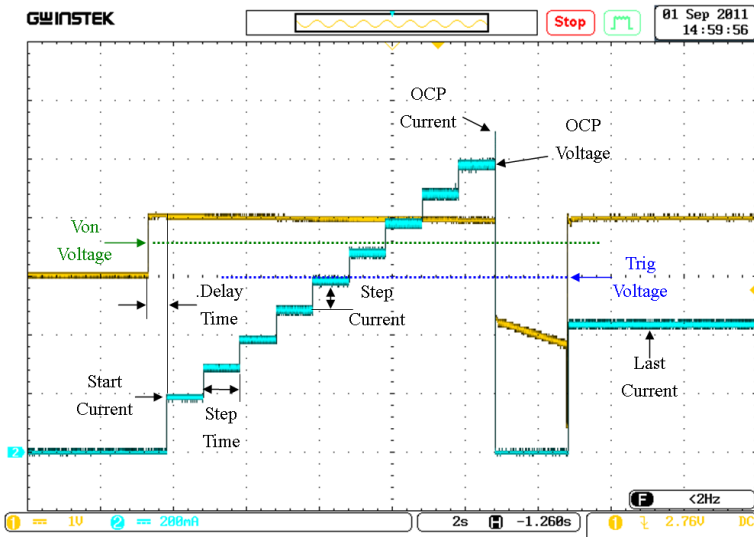 GWINSTEK
Stop
01 Sep 2011
14:59:56
OCP
Current
OCP
Voltage
Von
Voltage
Trig
Voltage
.Delay
Time
Step
Current
Start
Current
Step
Time
Last
Current
2
F <2Hz
1 1V 2 200mA
2s H -1.260s
1 2.76V DC